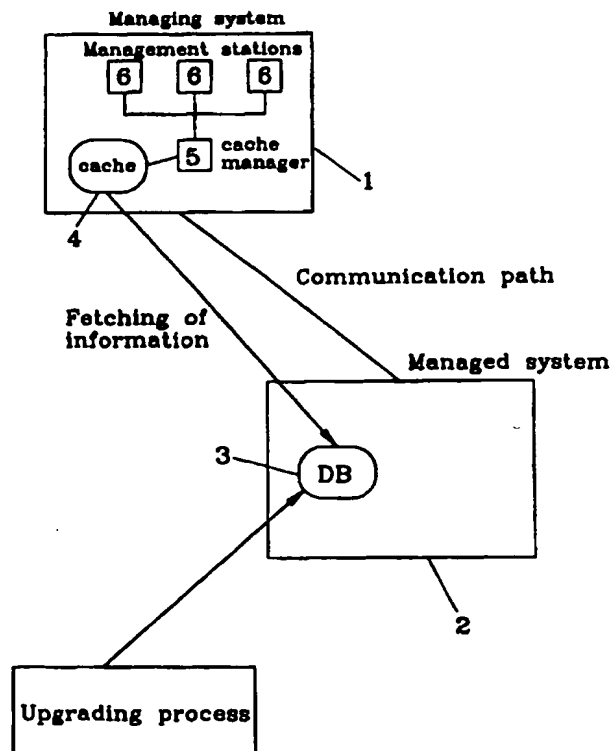 Managing system
Management stations
6 6 6
cache
5
cache
manager
1
4
Communication path
Fetching of
information
Managed system
3
DB
2
Upgrading process